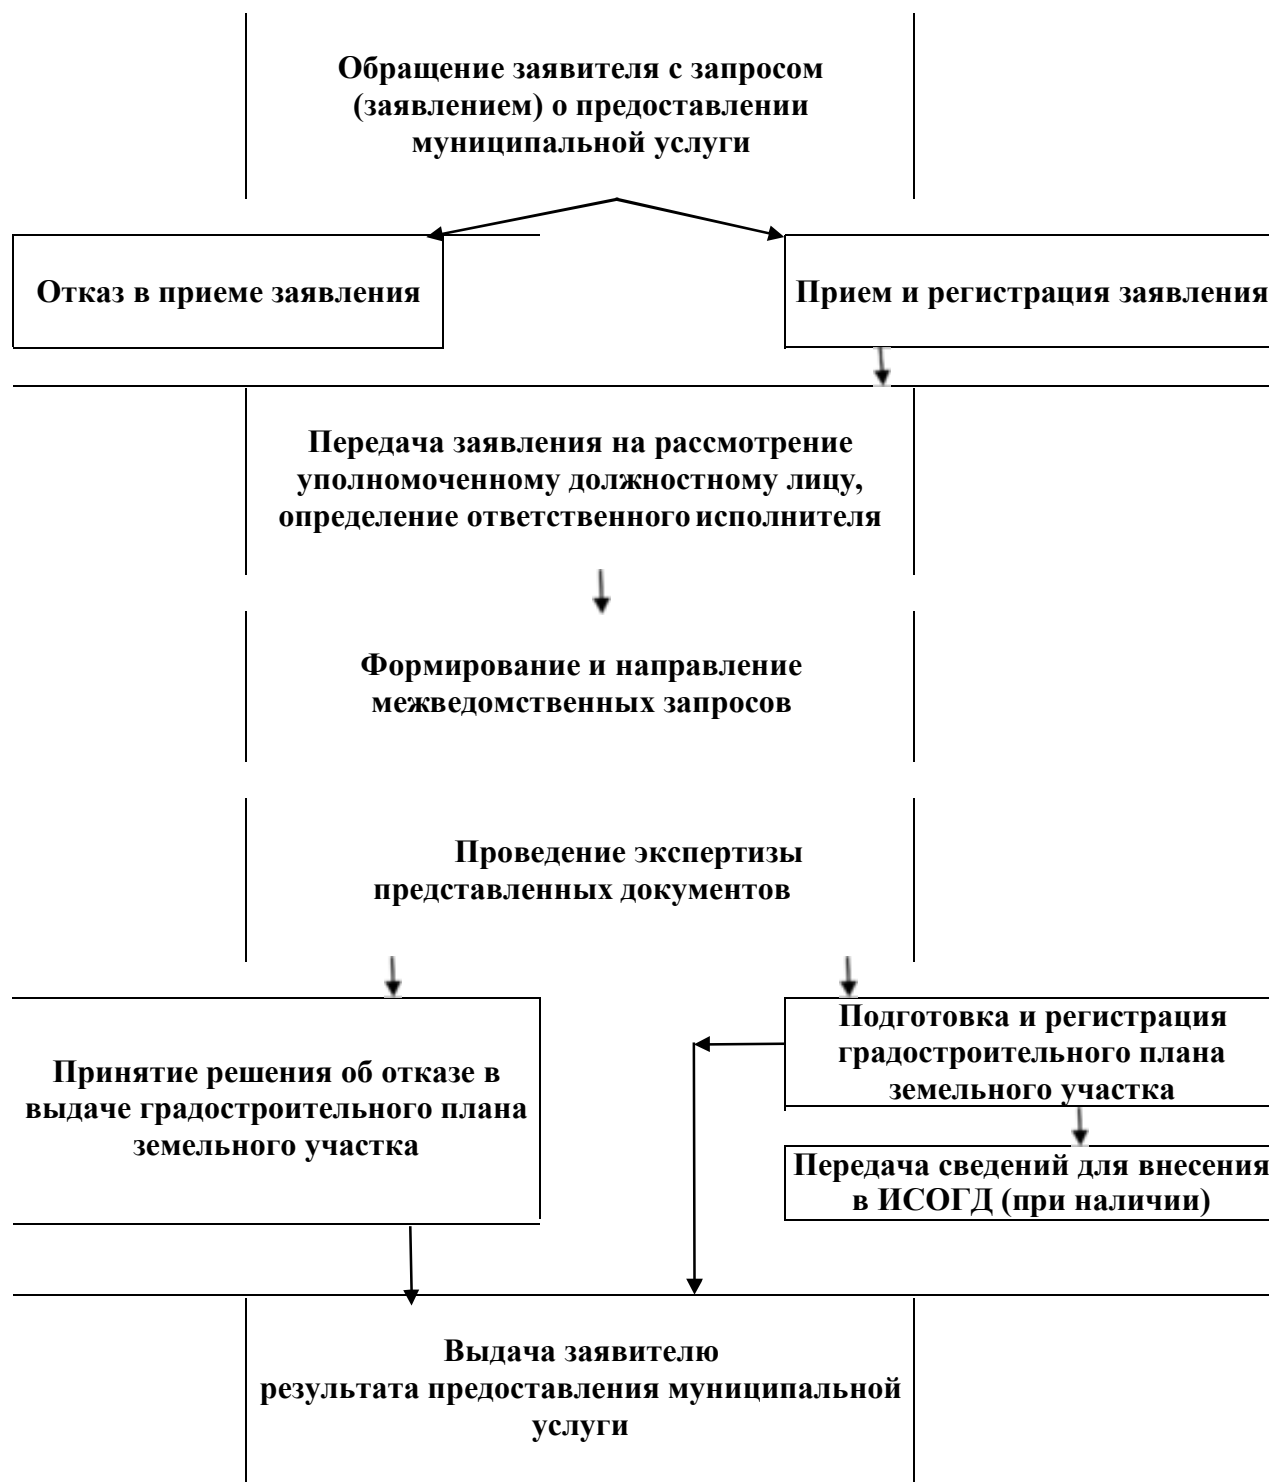 Обращение заявителя с запросом
(заявлением) о предоставлении
муниципальной услуги
Отказ в приеме заявления
Прием и регистрация заявления
Передача заявления на рассмотрение
уполномоченному должностному лицу,
определение ответственного исполнителя
Формирование и направление
межведомственных запросов
Проведение экспертизы
представленных документов
Принятие решения об отказе в
выдаче градостроительного плана
земельного участка
Подготовка и регистрация
градостроительного плана
земельного участка
Передача сведений для внесения
в ИСОГД (при наличии)
Выдача заявителю
результата предоставления муниципальной
услуги